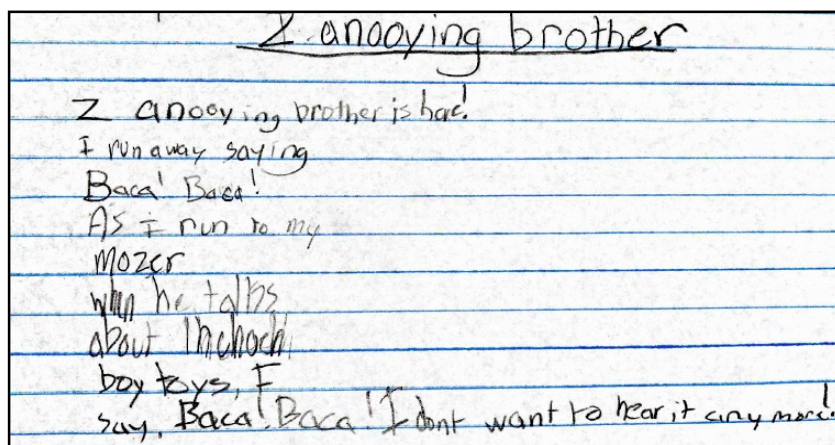 Z anooying brother
Z anooying brother is bac!
I run away saying
Baca! Baca!
As I run to my
mozer
when he talks
about
boy toys, I
say, Baca! Baca! I dont want to hear it any more!